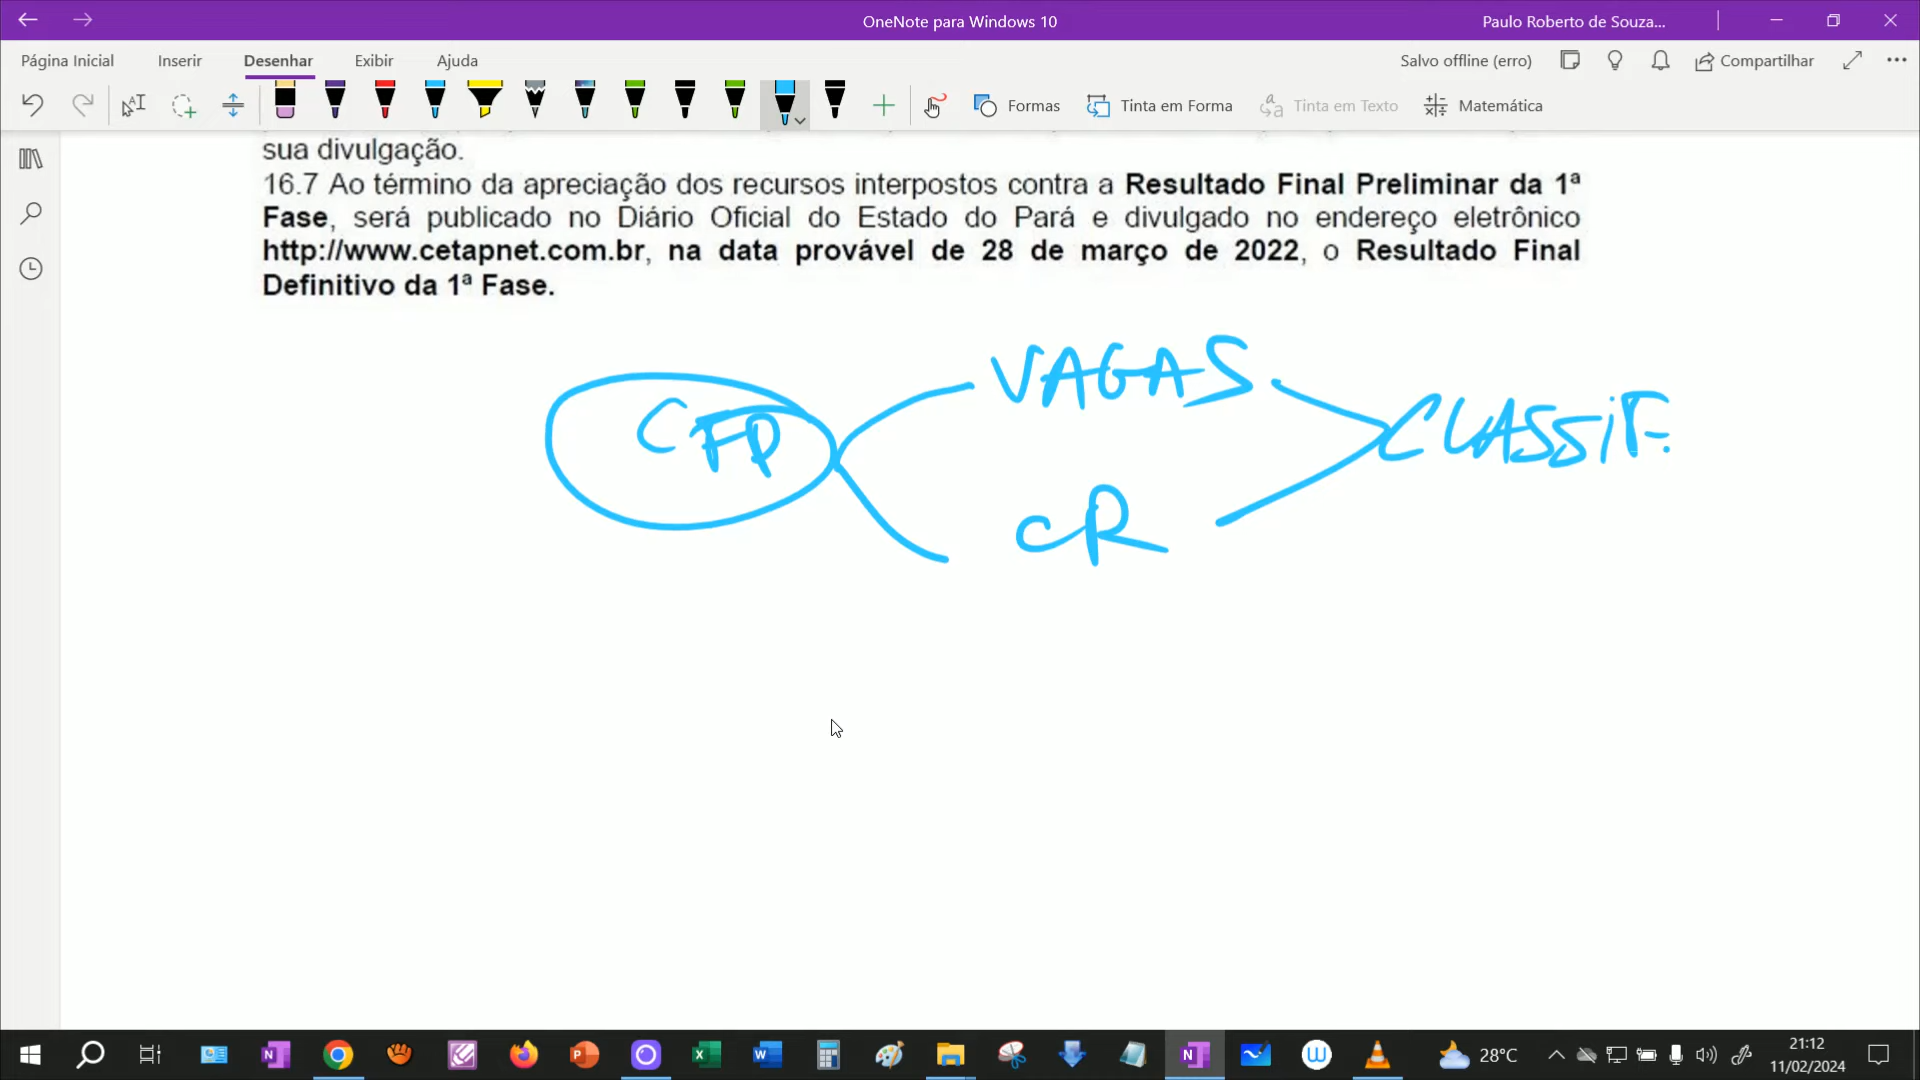 OneNote para Windows 10
Paulo Roberto de Souza...
Página Inicial
Inserir
Desenhar
Exibir
Ajuda
Salvo offline (erro)
Compartilhar
Formas
Tinta em Forma
Tinta em Texto
Matemática
sua divulgação.
16.7 Ao término da apreciação dos recursos interpostos contra a Resultado Final Preliminar da 1ª
Fase, será publicado no Diário Oficial do Estado do Pará e divulgado no endereço eletrônico
http://www.cetapnet.com.br, na data provável de 28 de março de 2022, o Resultado Final
Definitivo da 1ª Fase.
VAGAS
CFP
CLASSIF.
CR
28°C
21:12
11/02/2024